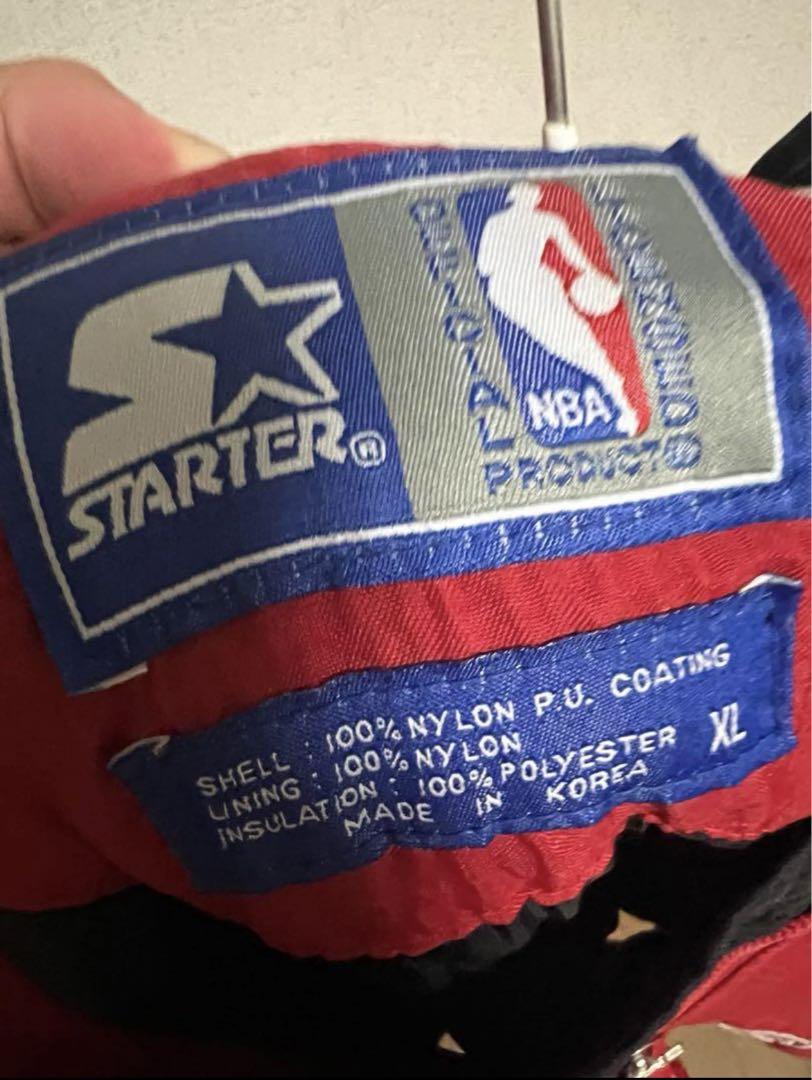 STARTER®
OFFICIAL
LICENSED
NBA
PRODUCT®
SHELL : 100% NYLON P.U. COATING
LINING : 100% NYLON
INSULATION : 100% POLYESTER XL
MADE IN KOREA